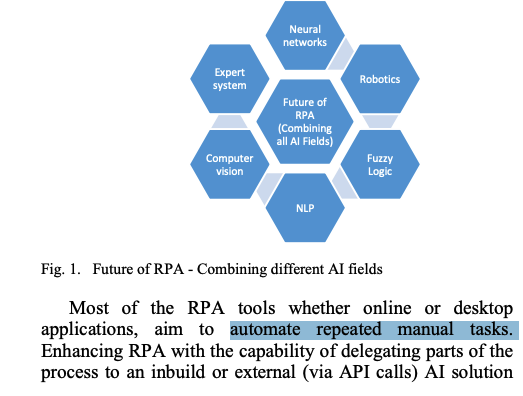 Neural
networks
Expert
system
Robotics
Future of
RPA
(Combining
all AI Fields)
Computer
vision
Fuzzy
Logic
NLP
Fig. 1. Future of RPA - Combining different AI fields
Most of the RPA tools whether online or desktop
applications, aim to automate repeated manual tasks.
Enhancing RPA with the capability of delegating parts of the
process to an inbuild or external (via API calls) AI solution